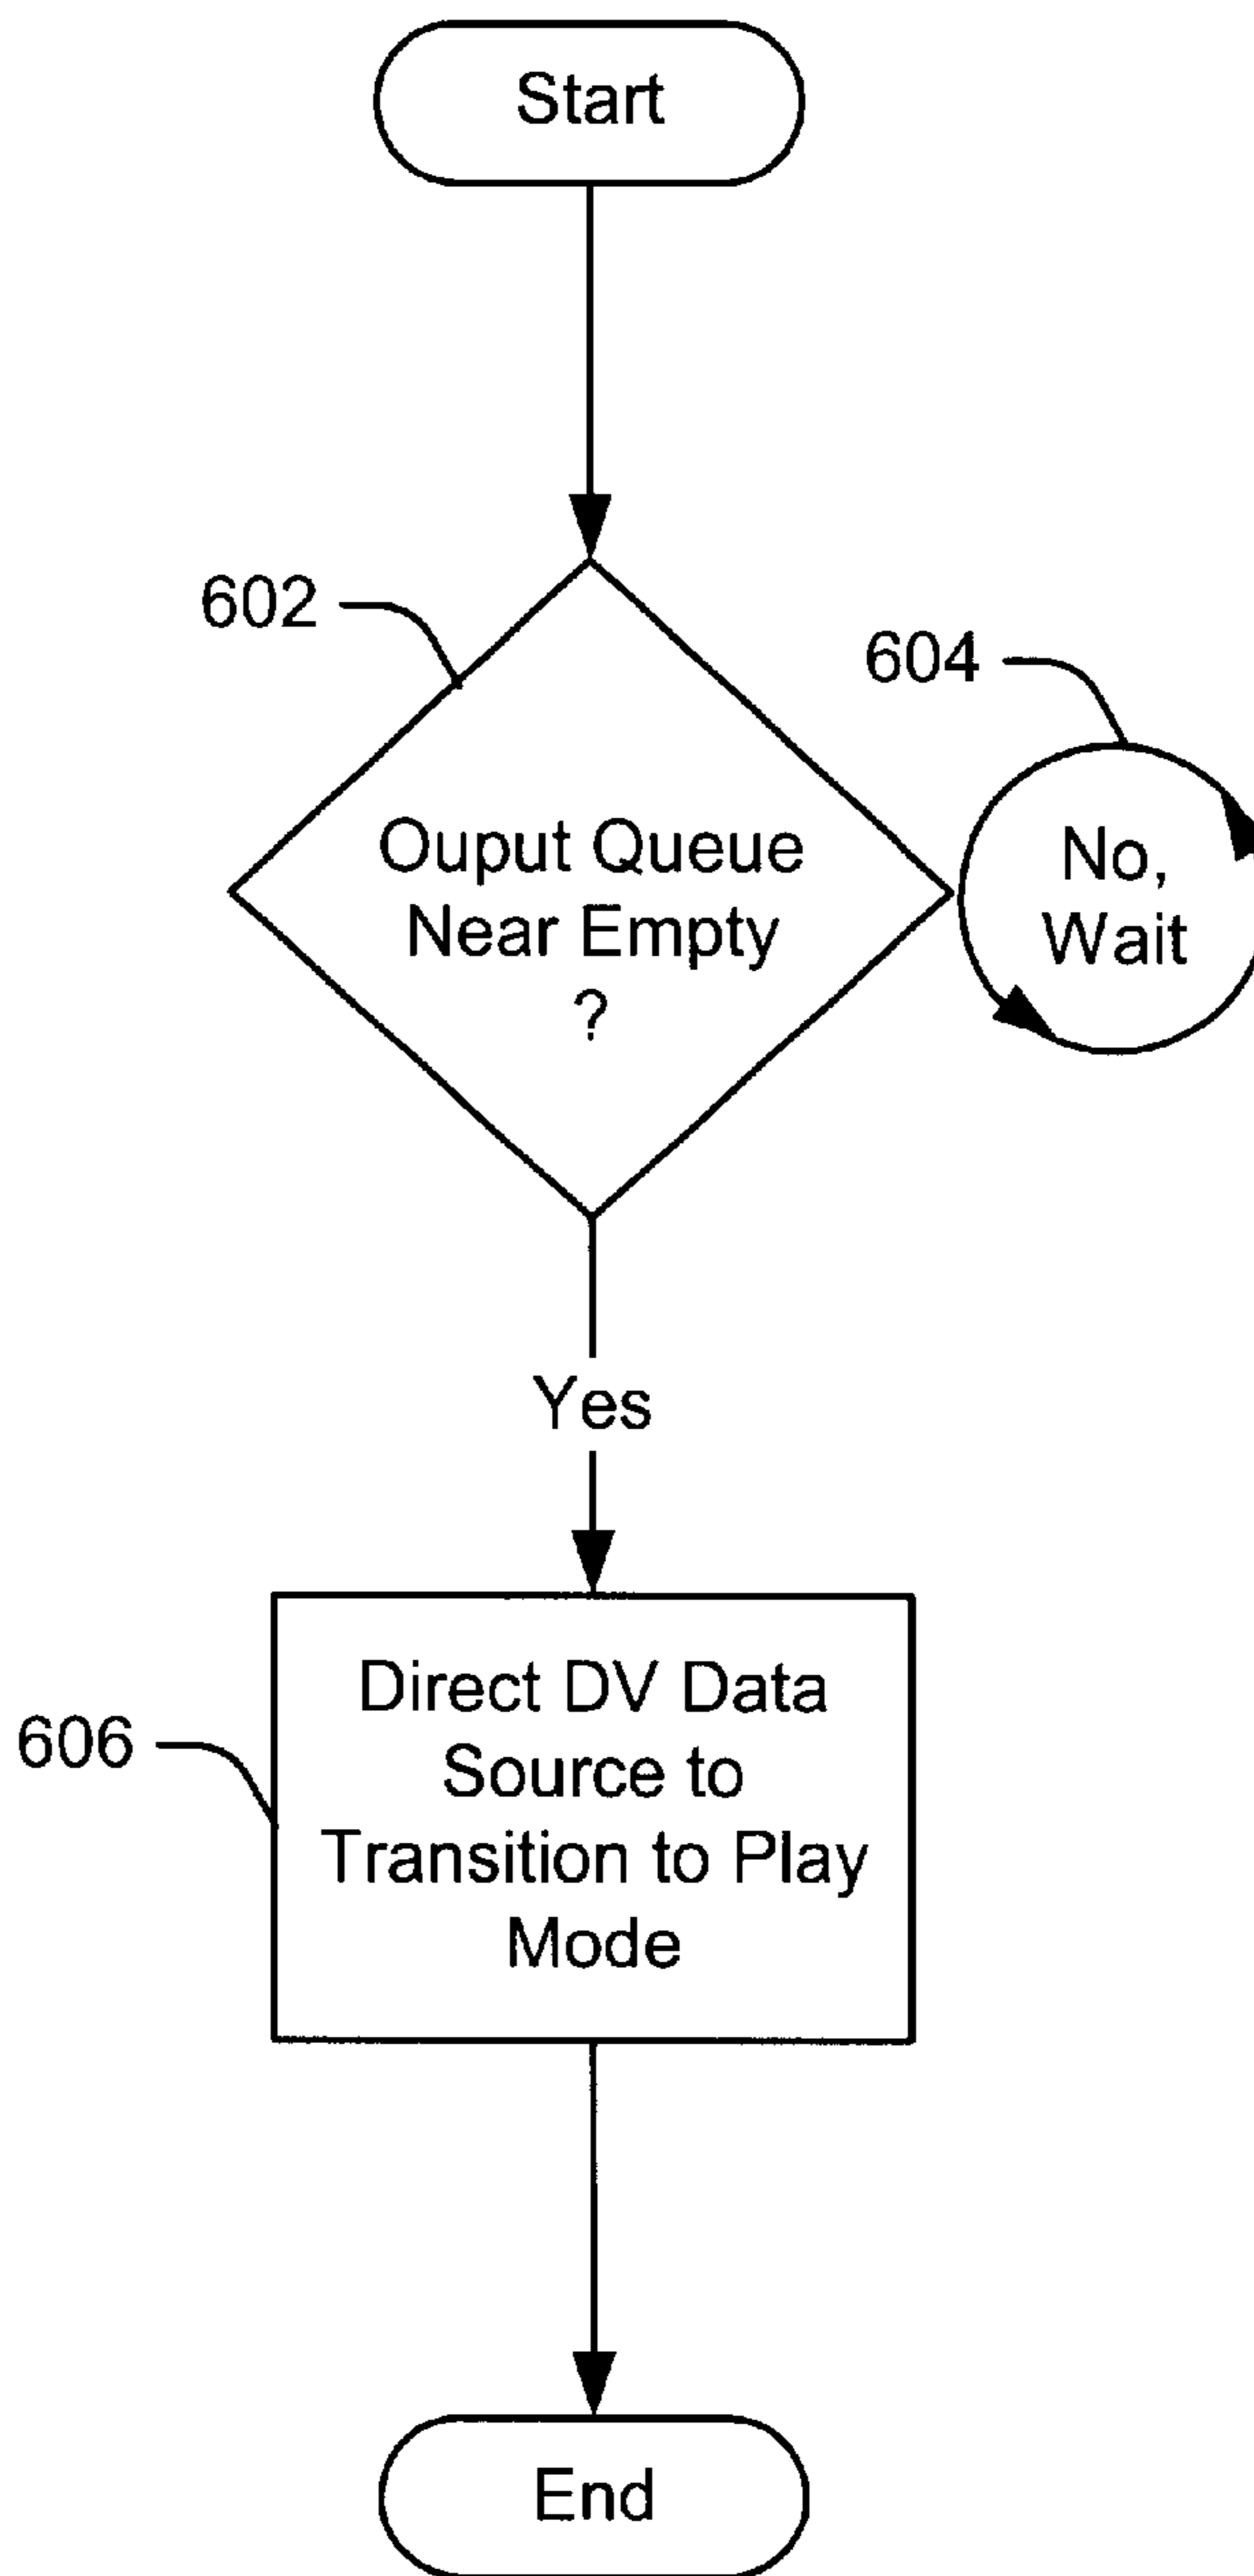 Start
602
604
Ouput Queue
Near Empty
?
No,
Wait
Yes
606
Direct DV Data
Source to
Transition to Play
Mode
End